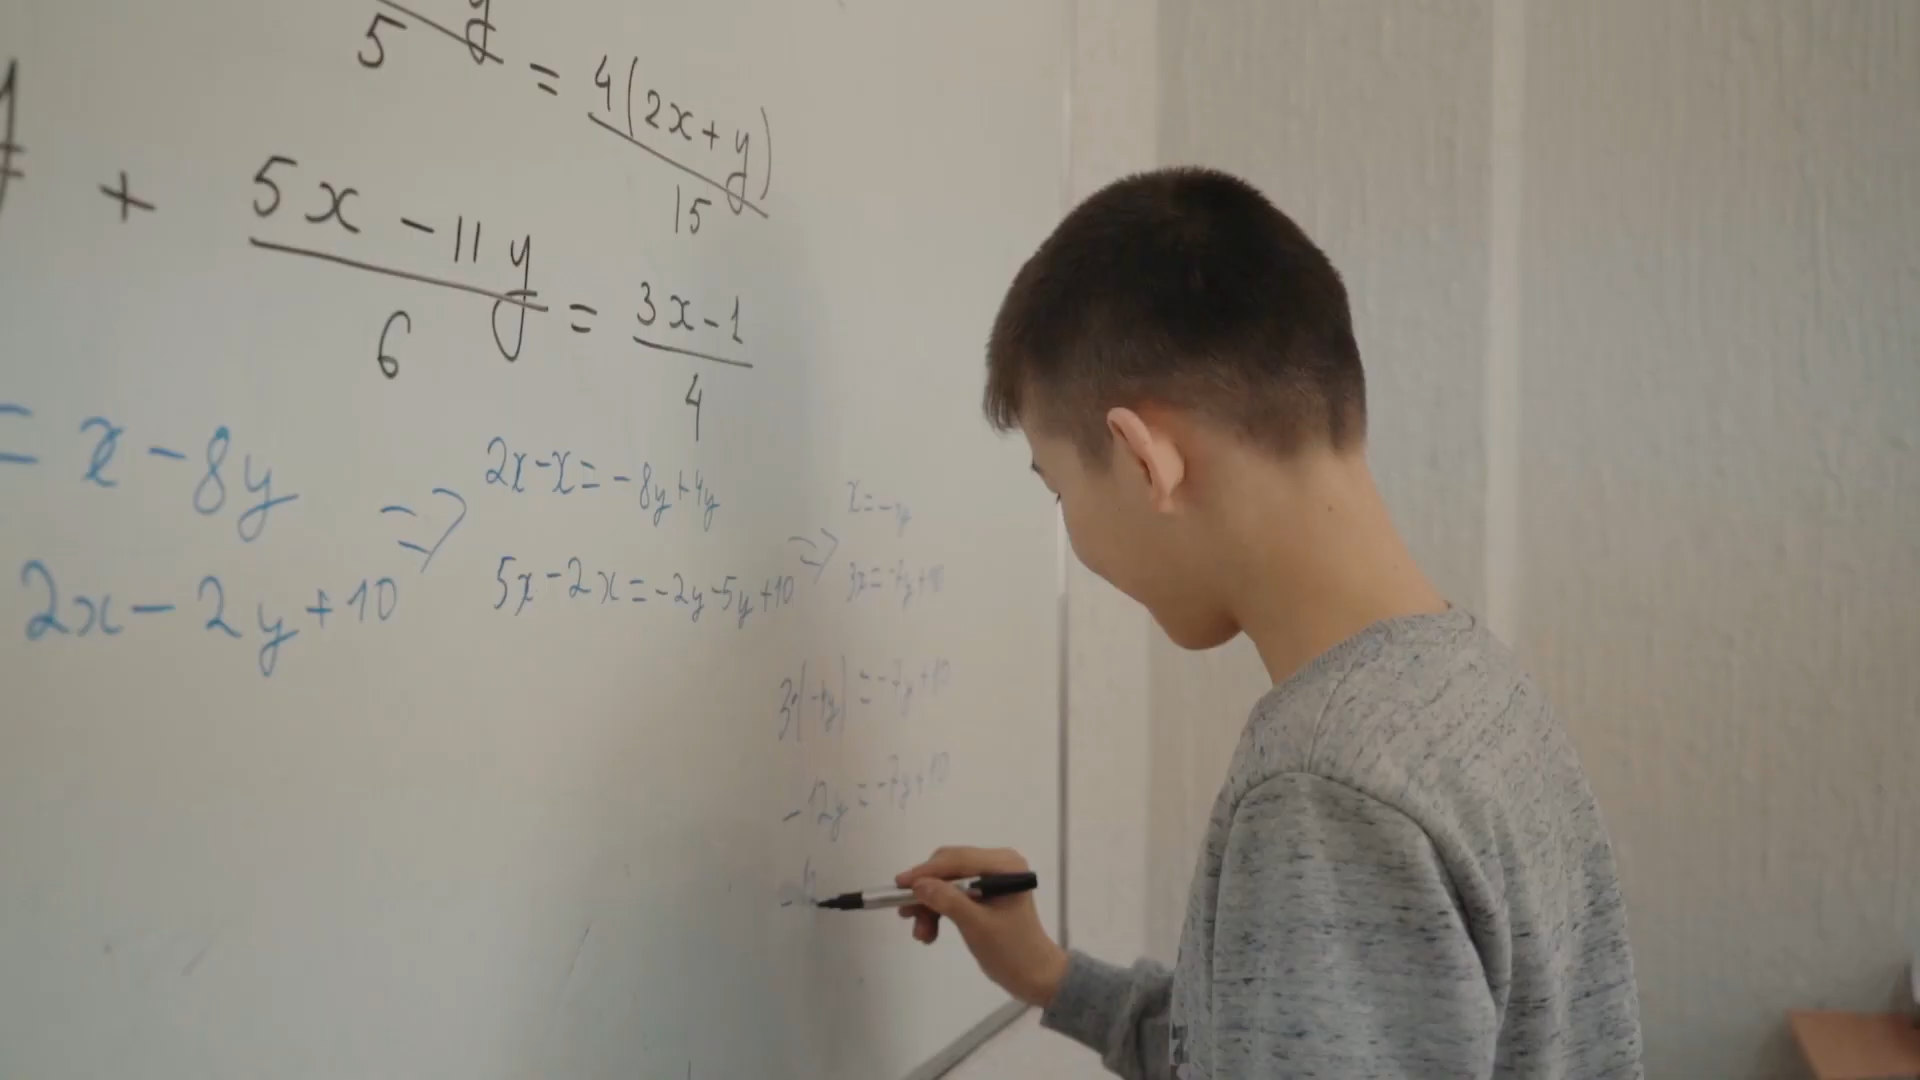 5 y = 4(2x+y)
15
y + 5x - 11y = 3x - 1
6 4
= x - 8y => 2x - x = - 8y + 4y => x = - y
2x - 2y + 10 5x - 2x = - 2y - 5y + 10 3x = - 7y + 10
3·(-4y) = - 7y + 10
- 12y = - 7y + 10